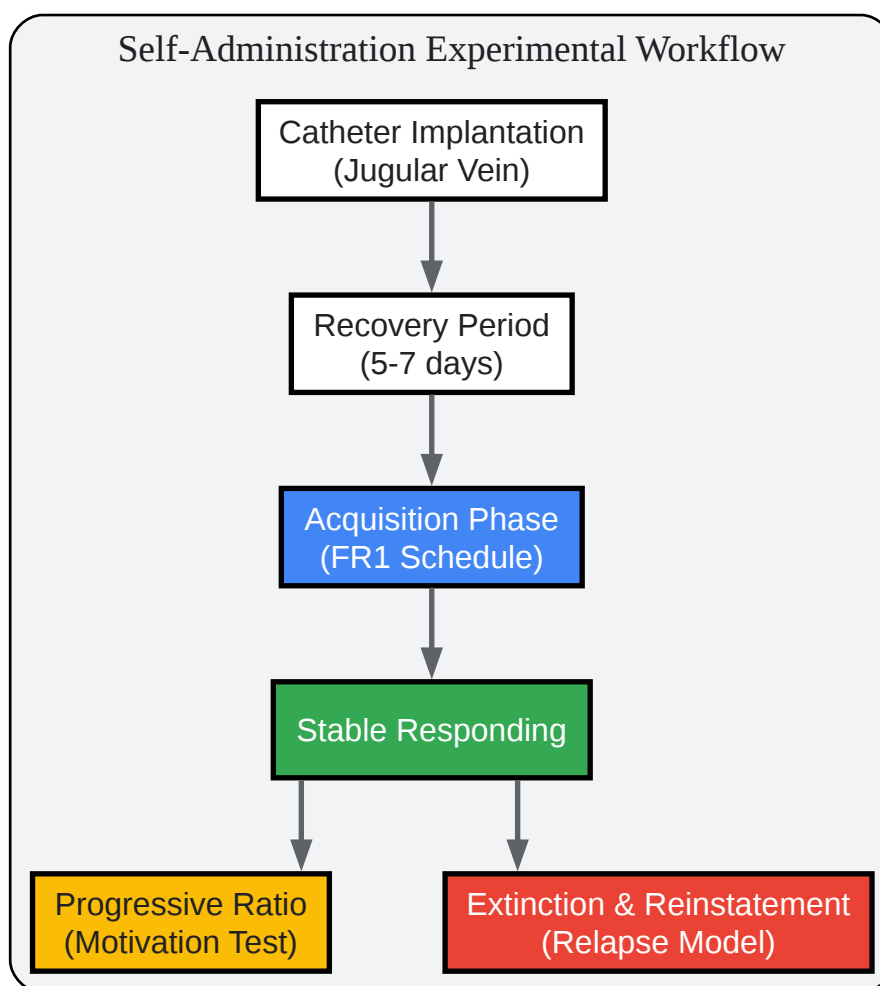 Self-Administration Experimental Workflow
Catheter Implantation
(Jugular Vein)
Recovery Period
(5-7 days)
Acquisition Phase
(FR1 Schedule)
Stable Responding
Progressive Ratio
(Motivation Test)
Extinction & Reinstatement
(Relapse Model)